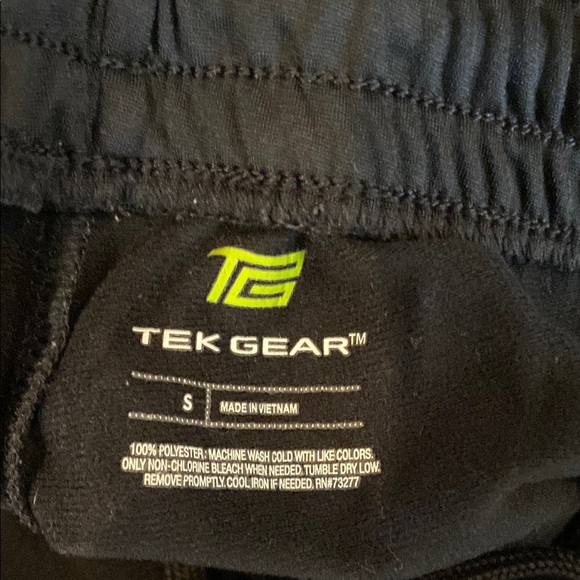 TG
TEK GEAR™
S MADE IN VIETNAM
100% POLYESTER; MACHINE WASH COLD WITH LIKE COLORS.
ONLY NON-CHLORINE BLEACH WHEN NEEDED. TUMBLE DRY LOW.
REMOVE PROMPTLY. COOL IRON IF NEEDED. RN#73277